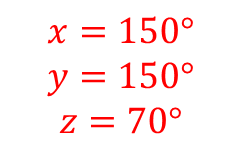 x = 150°
y = 150°
z = 70°